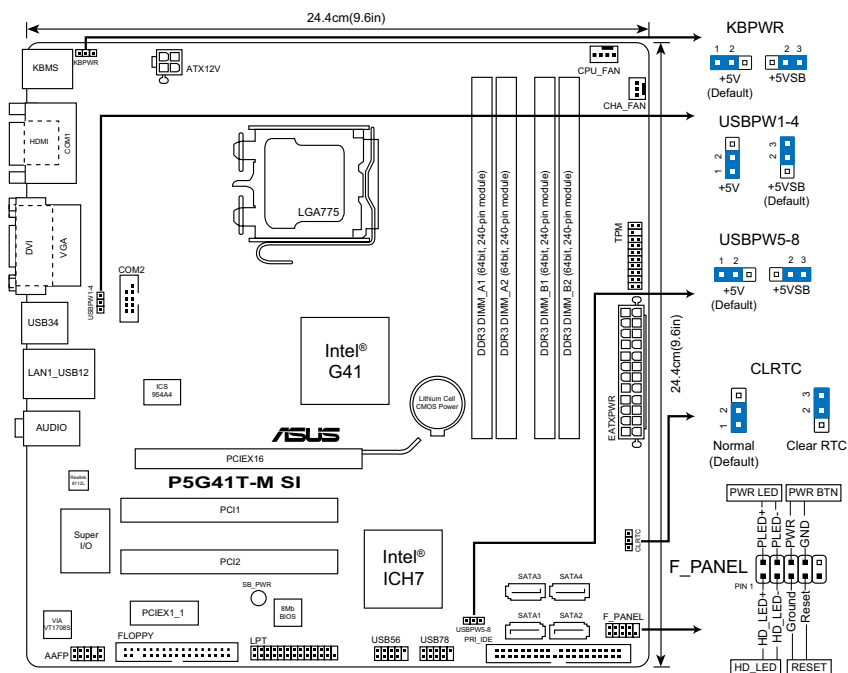 24.4cm(9.6in)
KBMS
KBPWR
ATX12V
CPU_FAN
CHA_FAN
HDMI
COM1
LGA775
DVI
VGA
USBPW1-4
COM2
USB34
LAN1_USB12
AUDIO
ICS
954A4
Intel®
G41
Lithium Cell
CMOS Power
DDR3 DIMM_A1 (64bit, 240-pin module)
DDR3 DIMM_A2 (64bit, 240-pin module)
DDR3 DIMM_B1 (64bit, 240-pin module)
DDR3 DIMM_B2 (64bit, 240-pin module)
TPM
EATXPWR
24.4cm(9.6in)
ASUS
PCIEX16
P5G41T-M SI
Realtek
8112L
PCI1
Super
I/O
PCI2
Intel®
ICH7
CLRTC
SB_PWR
PCIEX1_1
8Mb
BIOS
VIA
VT1708S
SATA3
SATA4
SATA1
SATA2
F_PANEL
USBPW5-8
PRI_IDE
AAFP
FLOPPY
LPT
USB56
USB78
KBPWR
1 2
2 3
+5V
(Default)
+5VSB
USBPW1-4
2
1
3
2
+5V
+5VSB
(Default)
USBPW5-8
1 2
2 3
+5V
(Default)
+5VSB
CLRTC
2
1
3
2
Normal
(Default)
Clear RTC
PWR LED
PWR BTN
PLED+
PLED-
PWR
GND
F_PANEL
PIN 1
HD_LED+
HD_LED-
Ground
Reset
HD_LED
RESET